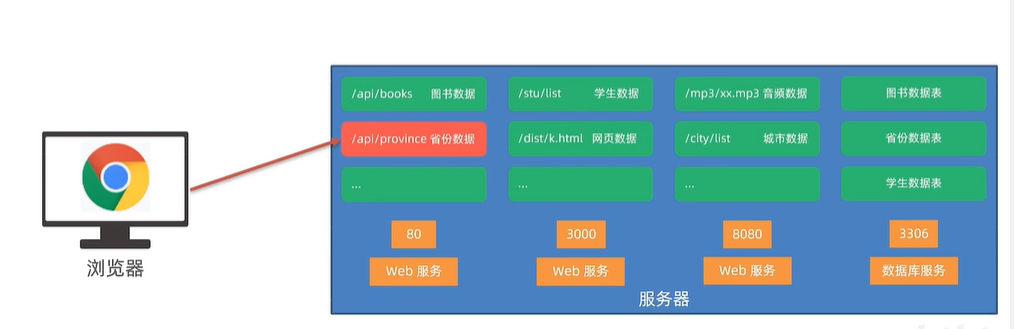 /api/books 图书数据
/stu/list 学生数据
/mp3/xx.mp3 音频数据
图书数据表
/api/province 省份数据
/dist/k.html 网页数据
/city/list 城市数据
省份数据表
...
...
...
学生数据表
80
3000
8080
3306
Web 服务
Web 服务
Web 服务
数据库服务
浏览器
服务器